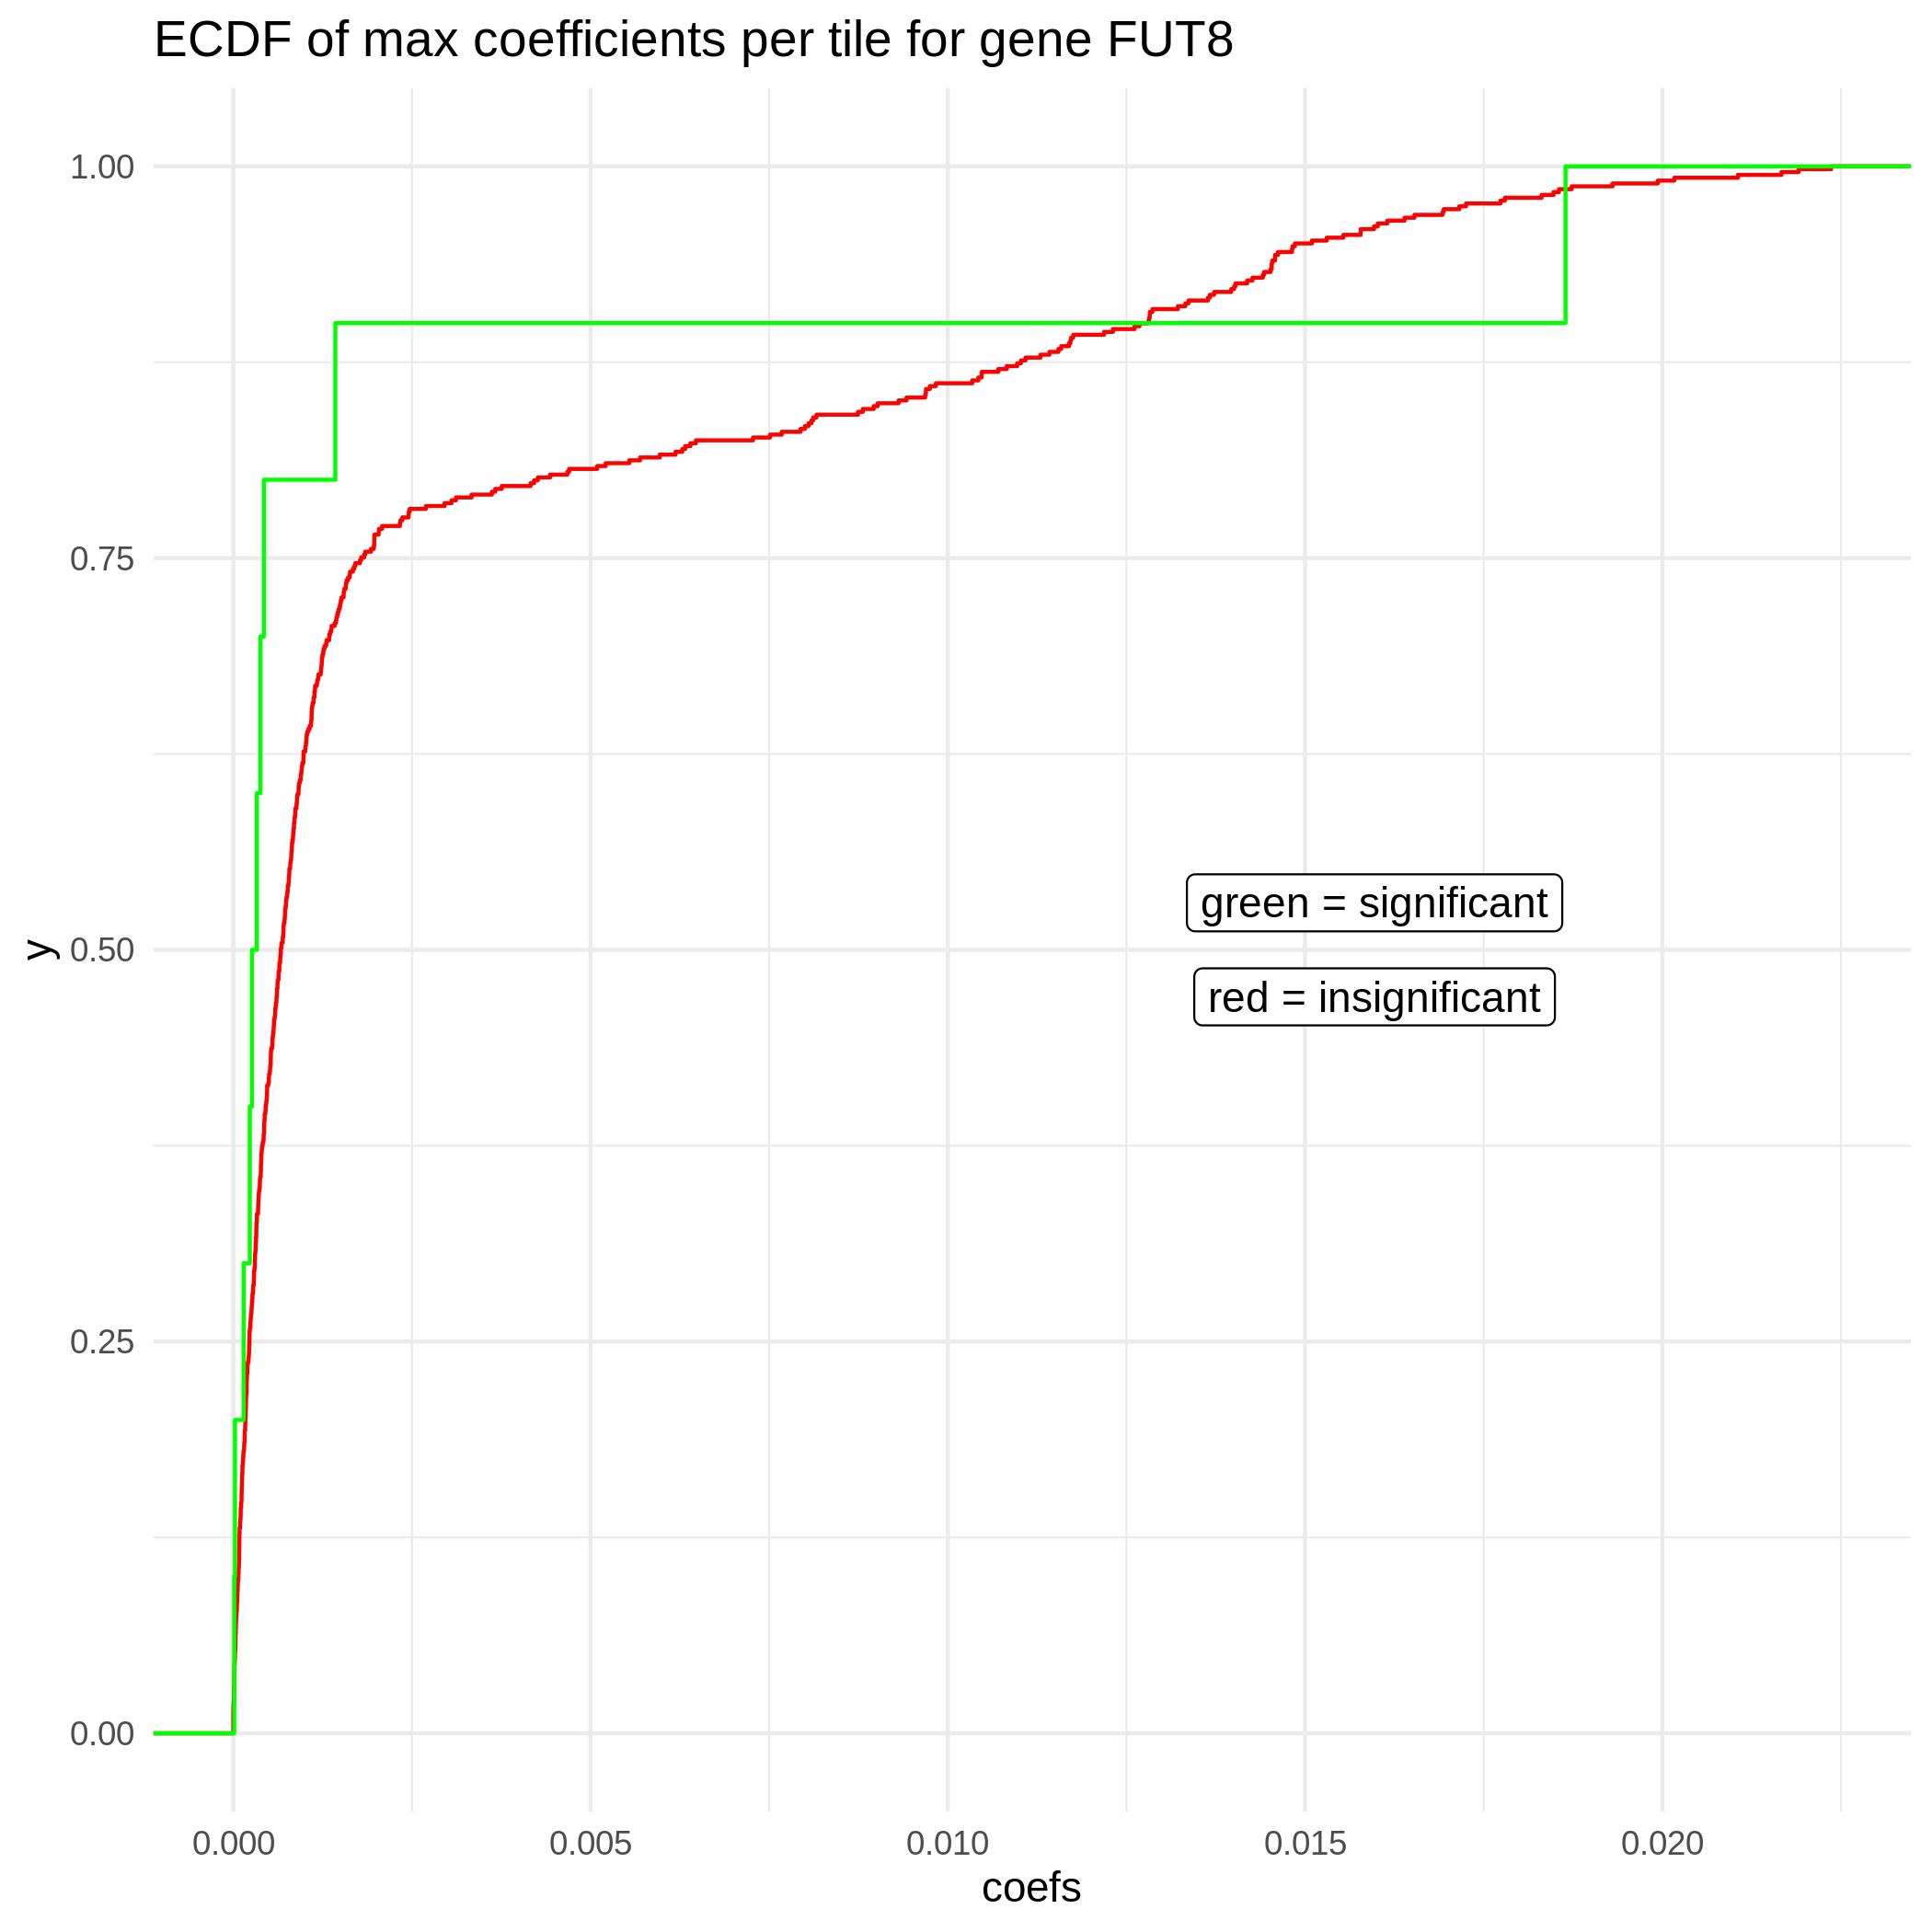 ECDF of max coefficients per tile for gene FUT8
1.00
0.75
0.50
0.25
0.00
y
green = significant
red = insignificant
0.000 0.005 0.010 0.015 0.020
coefs